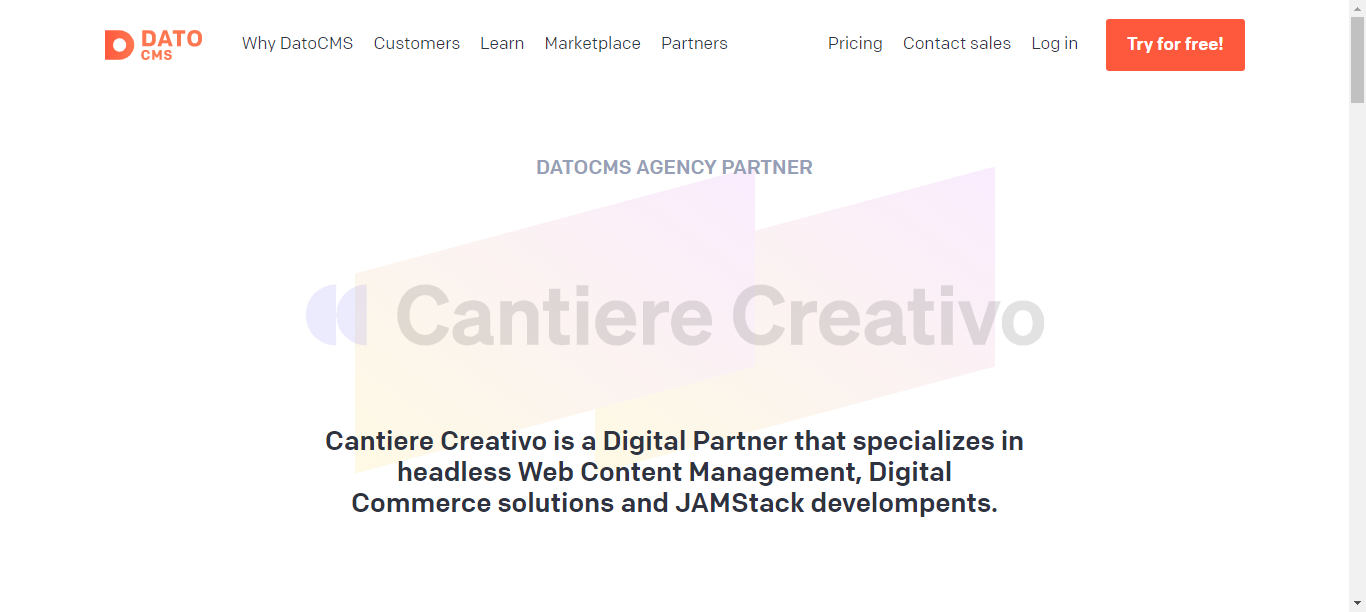 DATO
CMS
Why DatoCMS Customers Learn Marketplace Partners Pricing Contact sales Log in Try for free!
DATOCMS AGENCY PARTNER
Cantiere Creativo
Cantiere Creativo is a Digital Partner that specializes in
headless Web Content Management, Digital
Commerce solutions and JAMStack develompents.